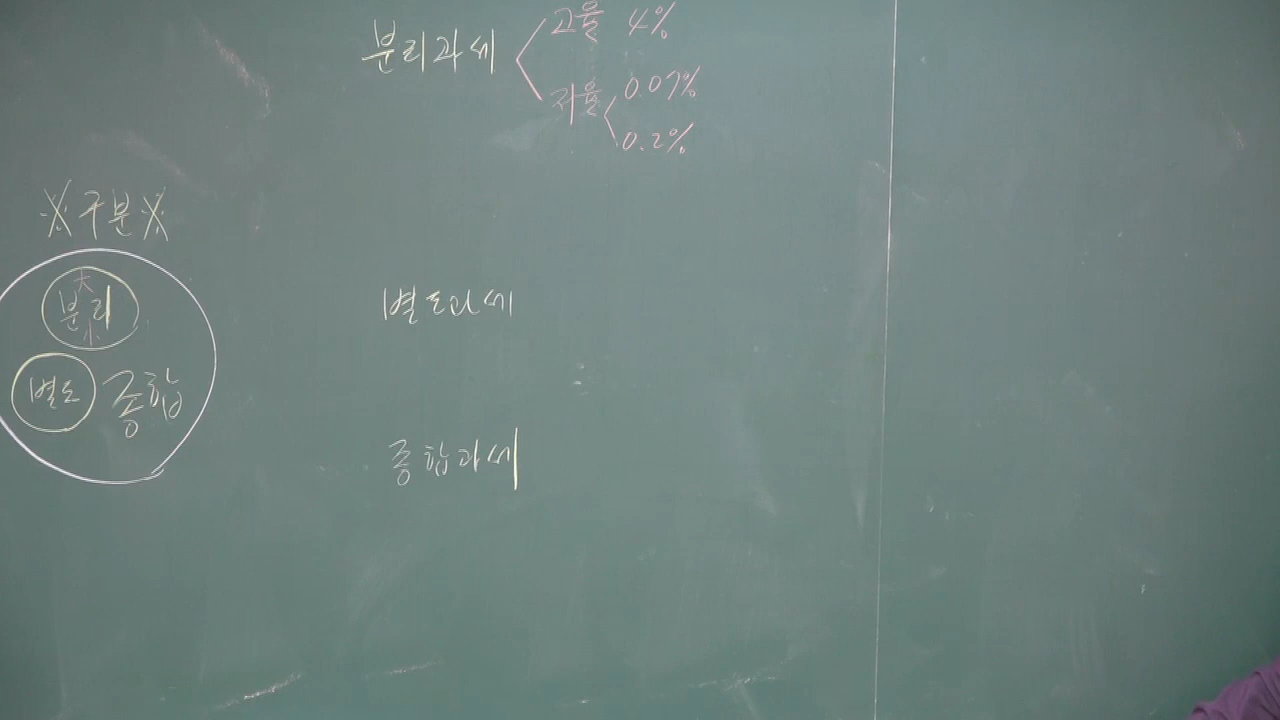 분리과세 고율 4%
저율 0.07%
0.2%
※구분※
大
분리
小
별도 종합
별도과세
종합과세